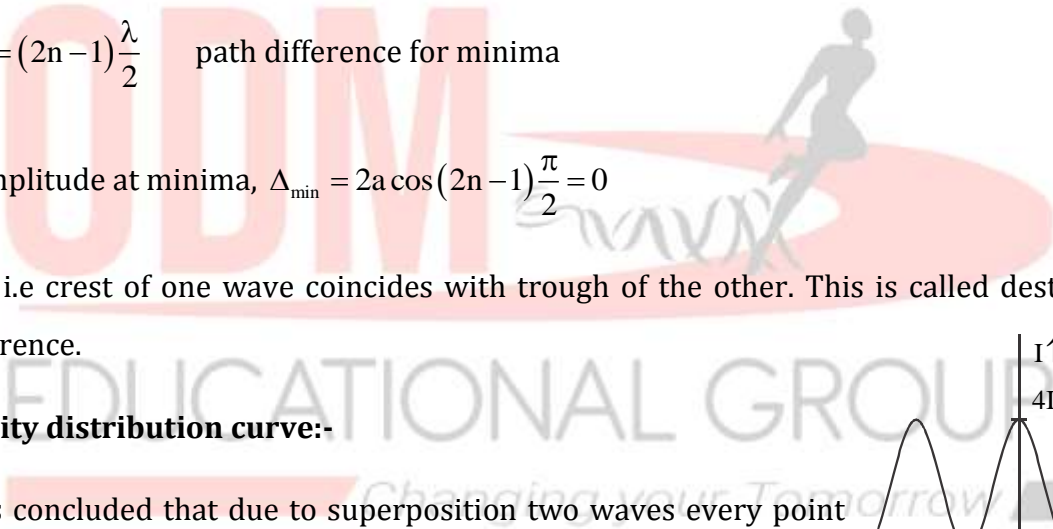 = (2n − 1) λ/2 path difference for minima
nplitude at minima, Δmin = 2a cos(2n − 1) π/2 = 0
i.e crest of one wave coincides with trough of the other. This is called dest
rence.
I
4I
ity distribution curve:-
s concluded that due to superposition two waves every point
ODM
EDUCATIONAL GROUP
Changing your Tomorrow